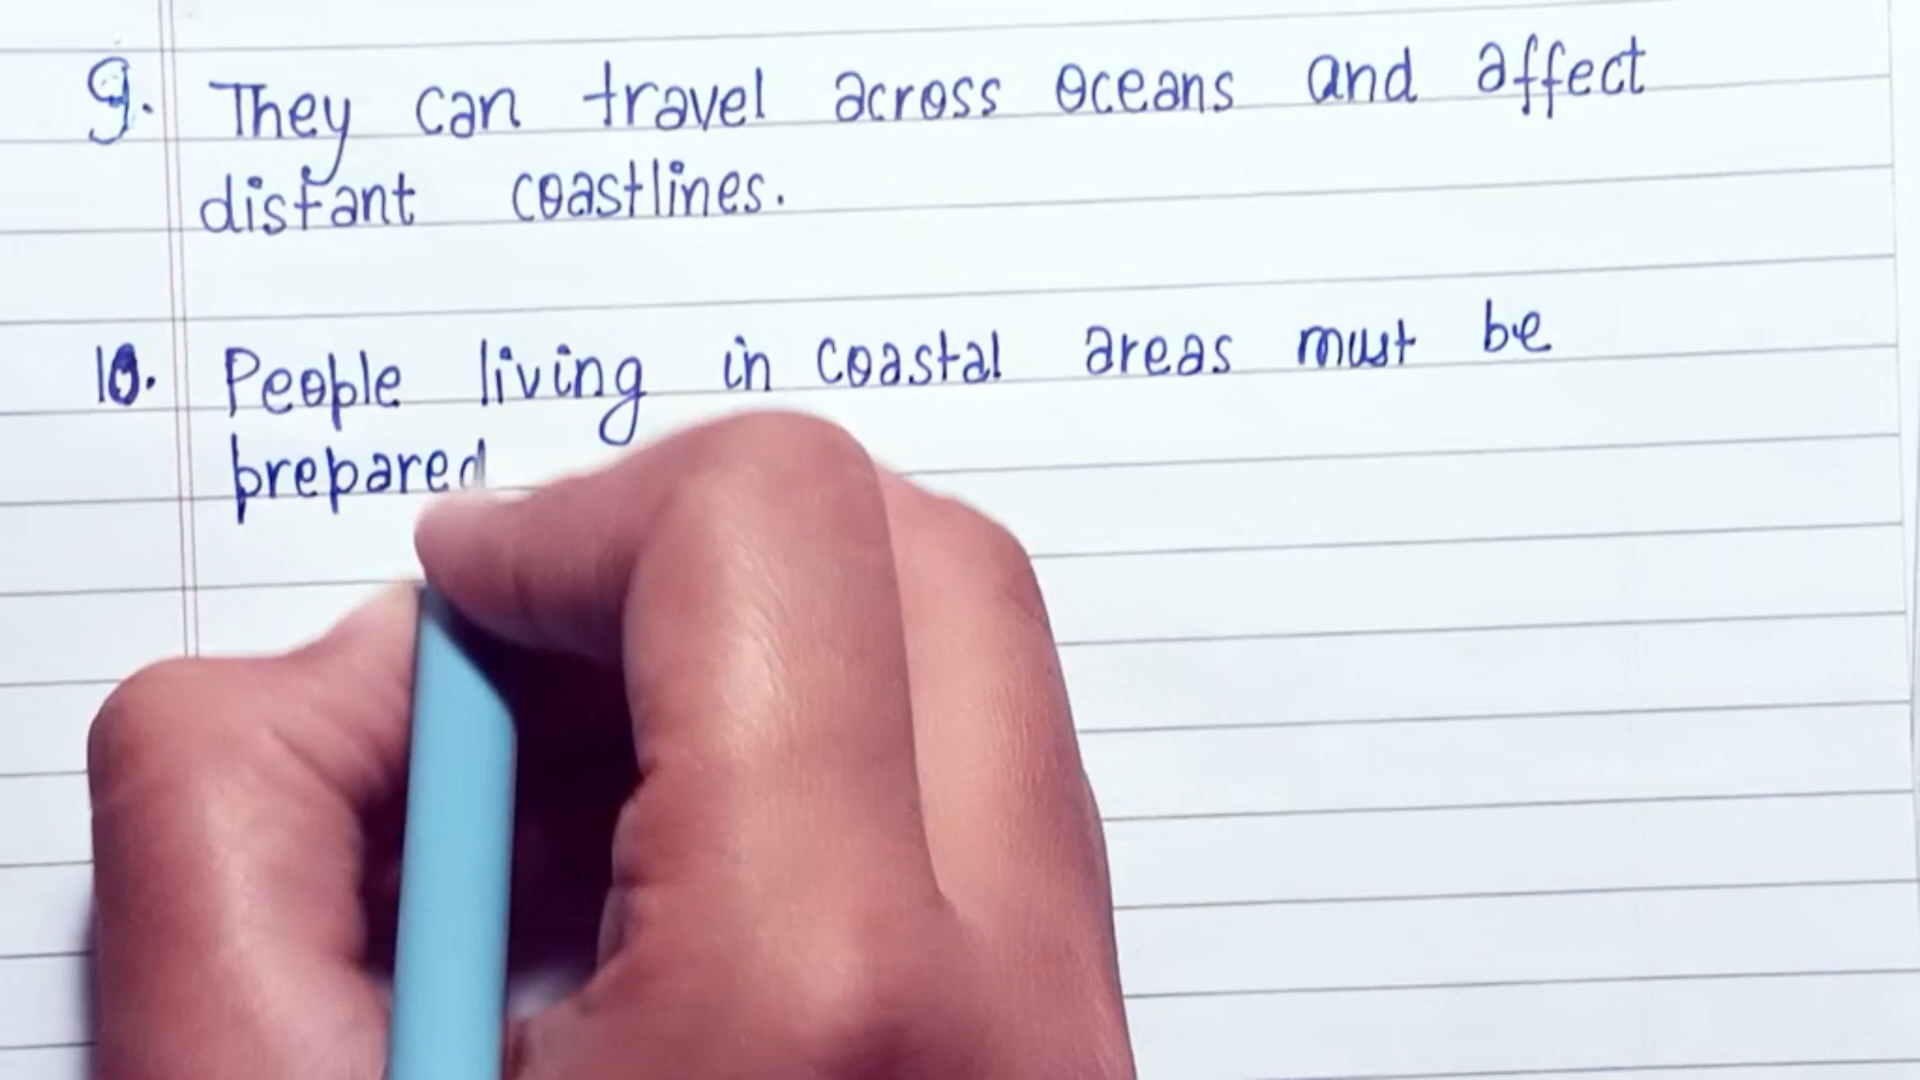 9. They can travel across oceans and affect
distant coastlines.
10. People living in coastal areas must be
prepared